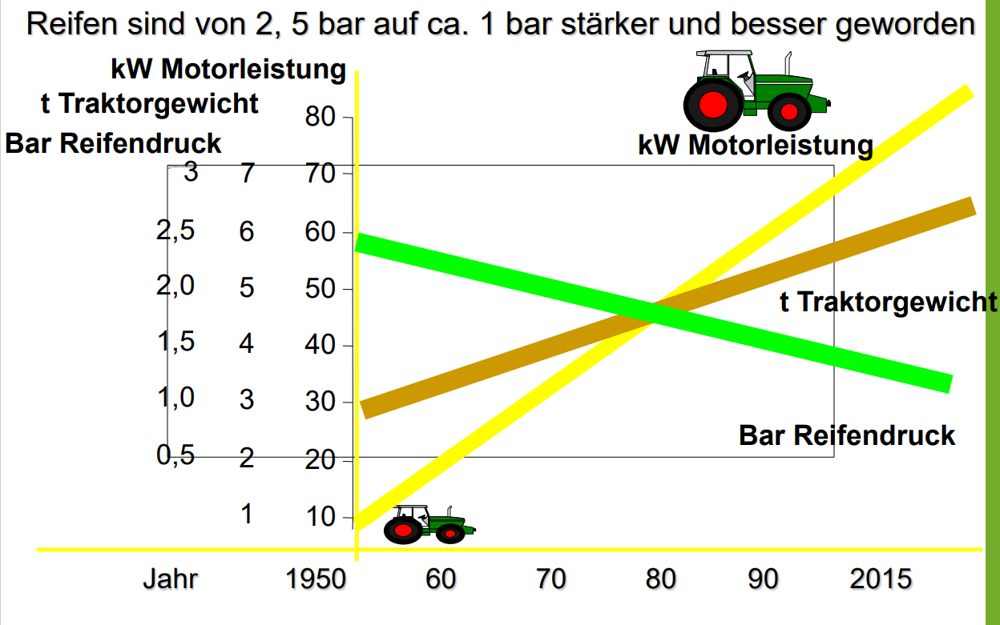 Reifen sind von 2, 5 bar auf ca. 1 bar stärker und besser geworden
kW Motorleistung
t Traktorgewicht
80
Bar Reifendruck
kW Motorleistung
3 7 70
2,5 6 60
2,0 5 50
t Traktorgewicht
1,5 4 40
1,0 3 30
Bar Reifendruck
0,5 2 20
1 10
Jahr 1950 60 70 80 90 2015